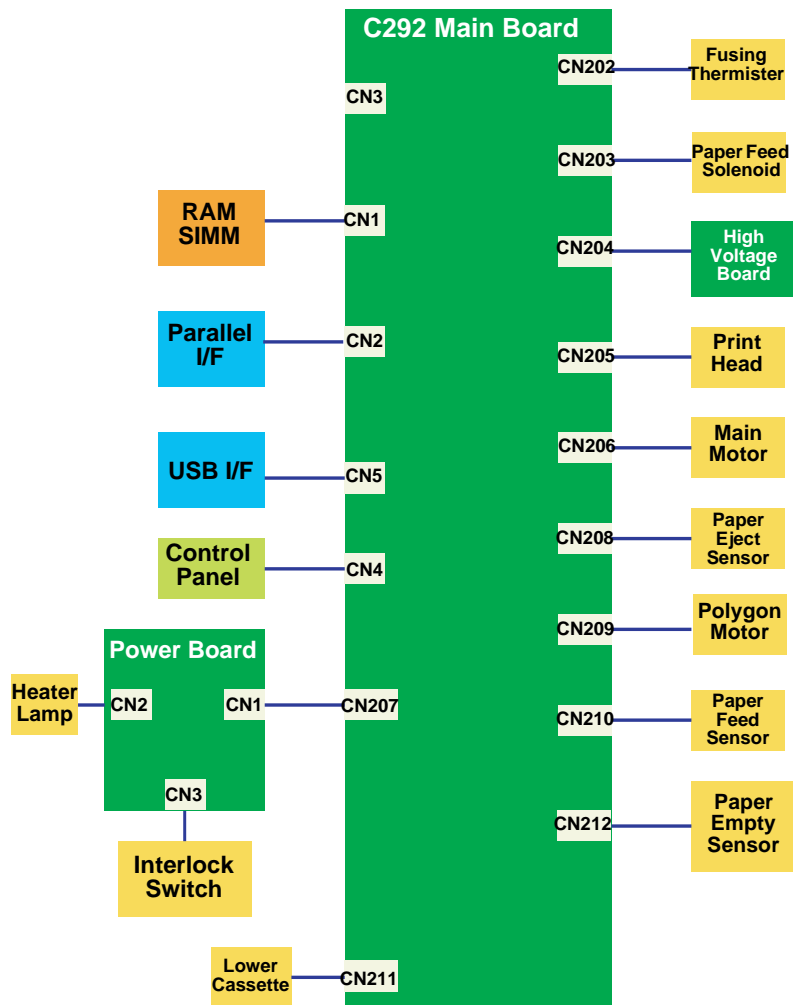 C292 Main Board
CN3
RAM
SIMM
CN1
Parallel
I/F
CN2
USB I/F
CN5
Control
Panel
CN4
Power Board
Heater
Lamp
CN2
CN1
CN207
CN3
Interlock
Switch
Lower
Cassette
CN211
CN202
Fusing
Thermister
CN203
Paper Feed
Solenoid
CN204
High
Voltage
Board
CN205
Print
Head
CN206
Main
Motor
CN208
Paper
Eject
Sensor
CN209
Polygon
Motor
CN210
Paper
Feed
Sensor
CN212
Paper
Empty
Sensor